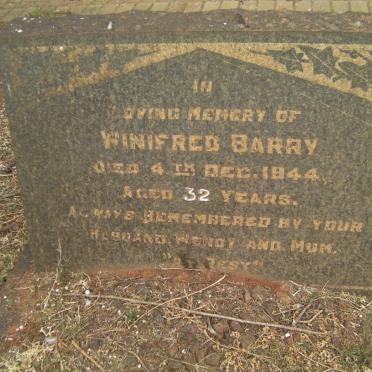 IN
LOVING MEMORY OF
WINIFRED BARRY
DIED 4TH DEC. 1944.
AGED 32 YEARS.
ALWAYS REMEMBERED BY YOUR
HUSBAND, WENDY AND MUM.
REST"